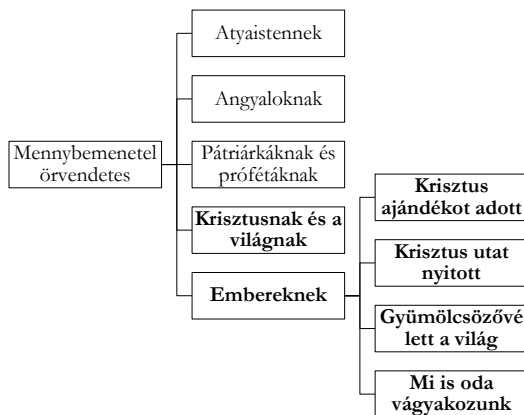 Mennybemenetel
örvendetes
Atyaistennek
Angyaloknak
Pátriárkáknak és
prófétáknak
Krisztusnak és a
világnak
Embereknek
Krisztus
ajándékot adott
Krisztus utat
nyitott
Gyümölcsözővé
lett a világ
Mi is oda
vágyakozunk